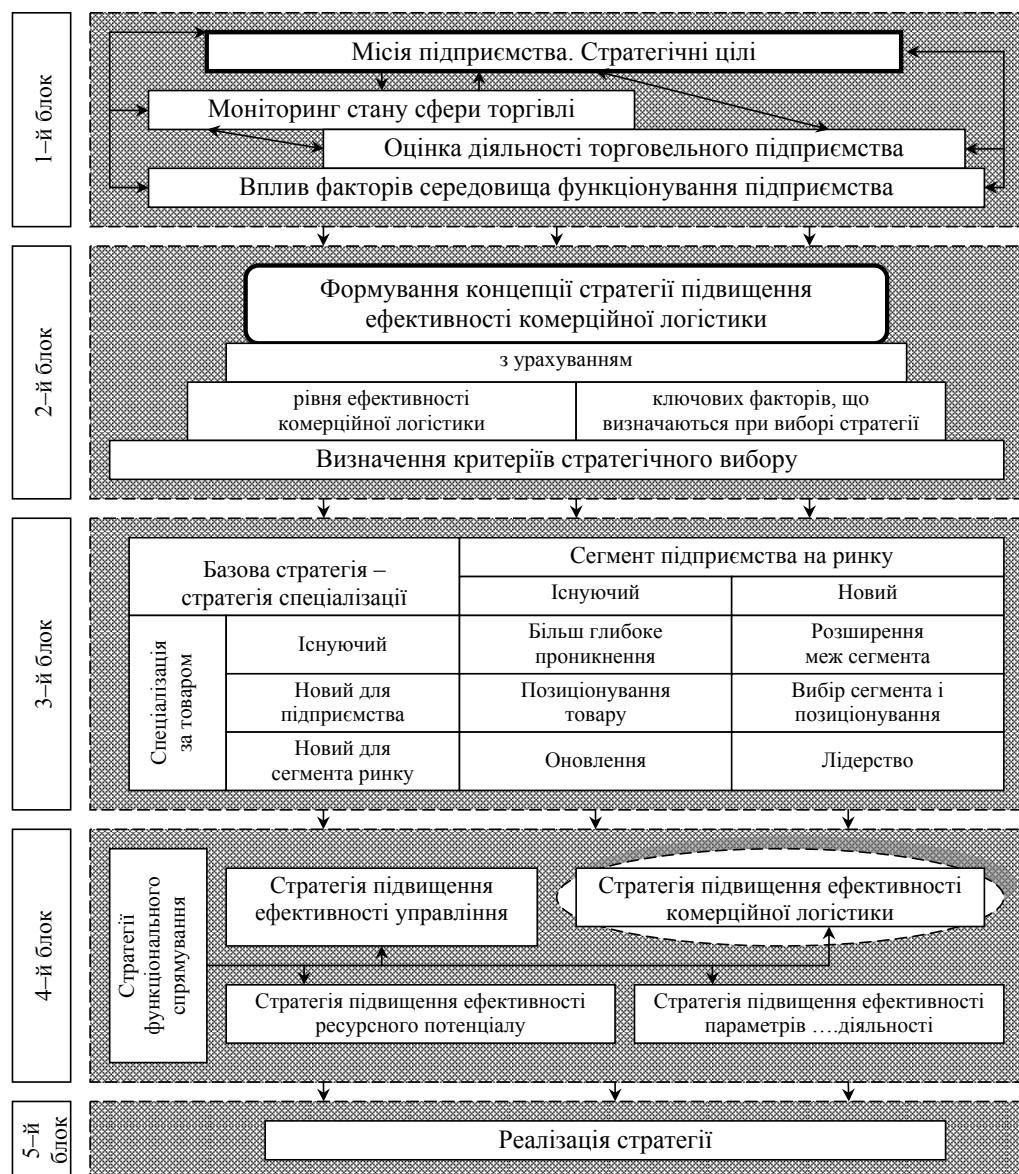 1–й блок
Місія підприємства. Стратегічні цілі
Моніторинг стану сфери торгівлі
Оцінка діяльності торговельного підприємства
Вплив факторів середовища функціонування підприємства
2–й блок
Формування концепції стратегії підвищення
ефективності комерційної логістики
з урахуванням
рівня ефективності
комерційної логістики
ключових факторів, що
визначаються при виборі стратегії
Визначення критеріїв стратегічного вибору
3–й блок
Базова стратегія –
стратегія спеціалізації
Сегмент підприємства на ринку
Існуючий
Новий
Спеціалізація
за товаром
Існуючий
Більш глибоке
проникнення
Розширення
меж сегмента
Новий для
підприємства
Позиціонування
товару
Вибір сегмента і
позиціонування
Новий для
сегмента ринку
Оновлення
Лідерство
4–й блок
Стратегії
функціонального
спрямування
Стратегія підвищення
ефективності управління
Стратегія підвищення ефективності
комерційної логістики
Стратегія підвищення ефективності
ресурсного потенціалу
Стратегія підвищення ефективності
параметрів ….діяльності
5–й
блок
Реалізація стратегії